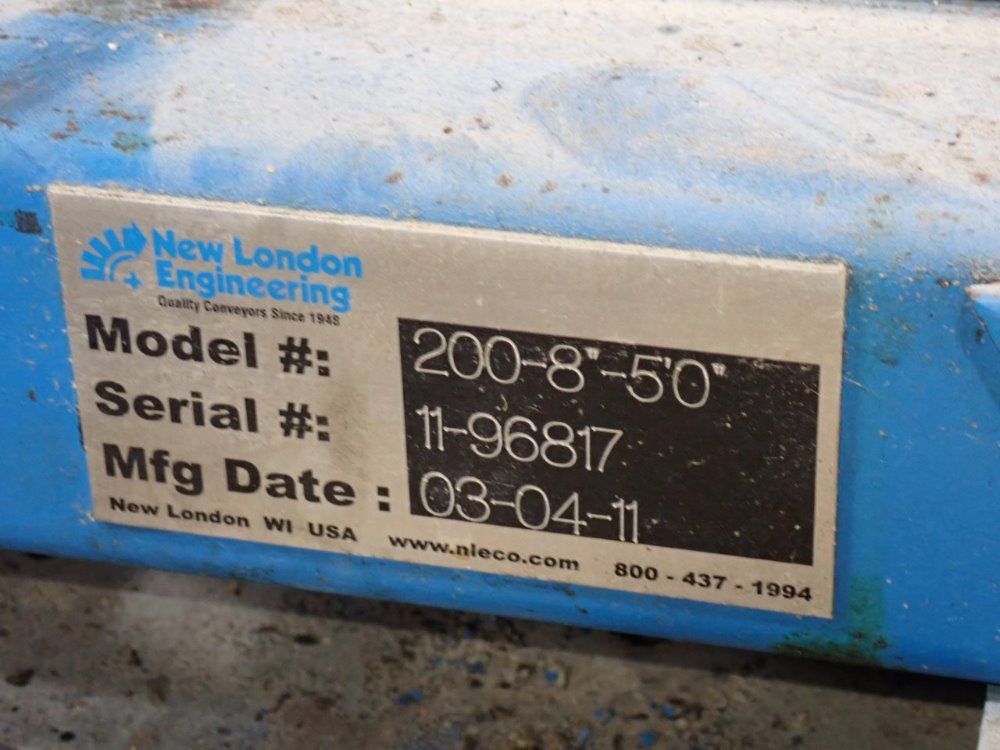 New London
Engineering
Quality Conveyors Since 1948
Model #: 200-8"-5'0"
Serial #: 11-96817
Mfg Date : 03-04-11
New London WI USA www.nleco.com 800 - 437 - 1994